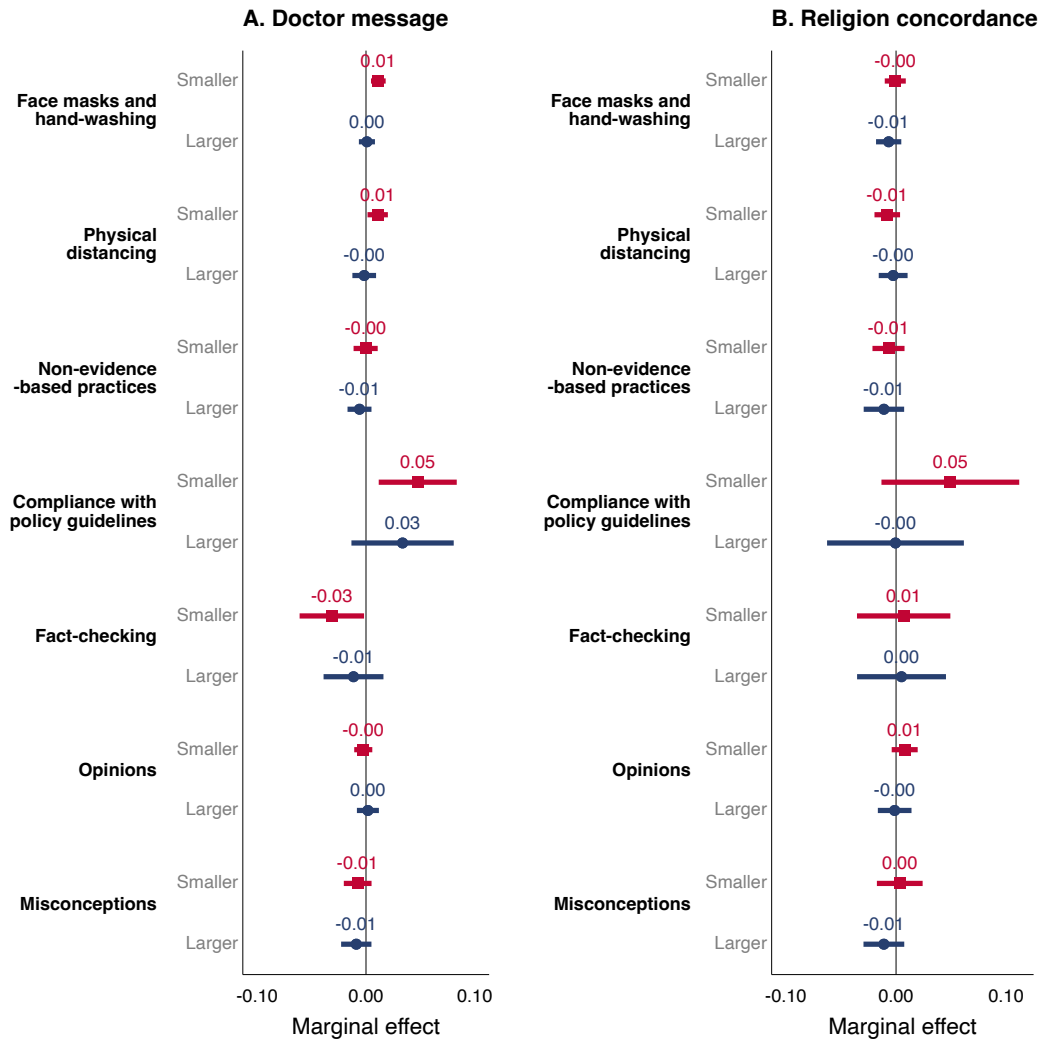 A. Doctor message
Face masks and
hand-washing
Smaller
0.01
Larger
0.00
Physical
distancing
Smaller
0.01
Larger
-0.00
Non-evidence
-based practices
Smaller
-0.00
Larger
-0.01
Compliance with
policy guidelines
Smaller
0.05
Larger
0.03
Fact-checking
Smaller
-0.03
Larger
-0.01
Opinions
Smaller
-0.00
Larger
0.00
Misconceptions
Smaller
-0.01
Larger
-0.01
-0.10 0.00 0.10
Marginal effect
B. Religion concordance
Face masks and
hand-washing
Smaller
-0.00
Larger
-0.01
Physical
distancing
Smaller
-0.01
Larger
-0.00
Non-evidence
-based practices
Smaller
-0.01
Larger
-0.01
Compliance with
policy guidelines
Smaller
0.05
Larger
-0.00
Fact-checking
Smaller
0.01
Larger
0.00
Opinions
Smaller
0.01
Larger
-0.00
Misconceptions
Smaller
0.00
Larger
-0.01
-0.10 0.00 0.10
Marginal effect